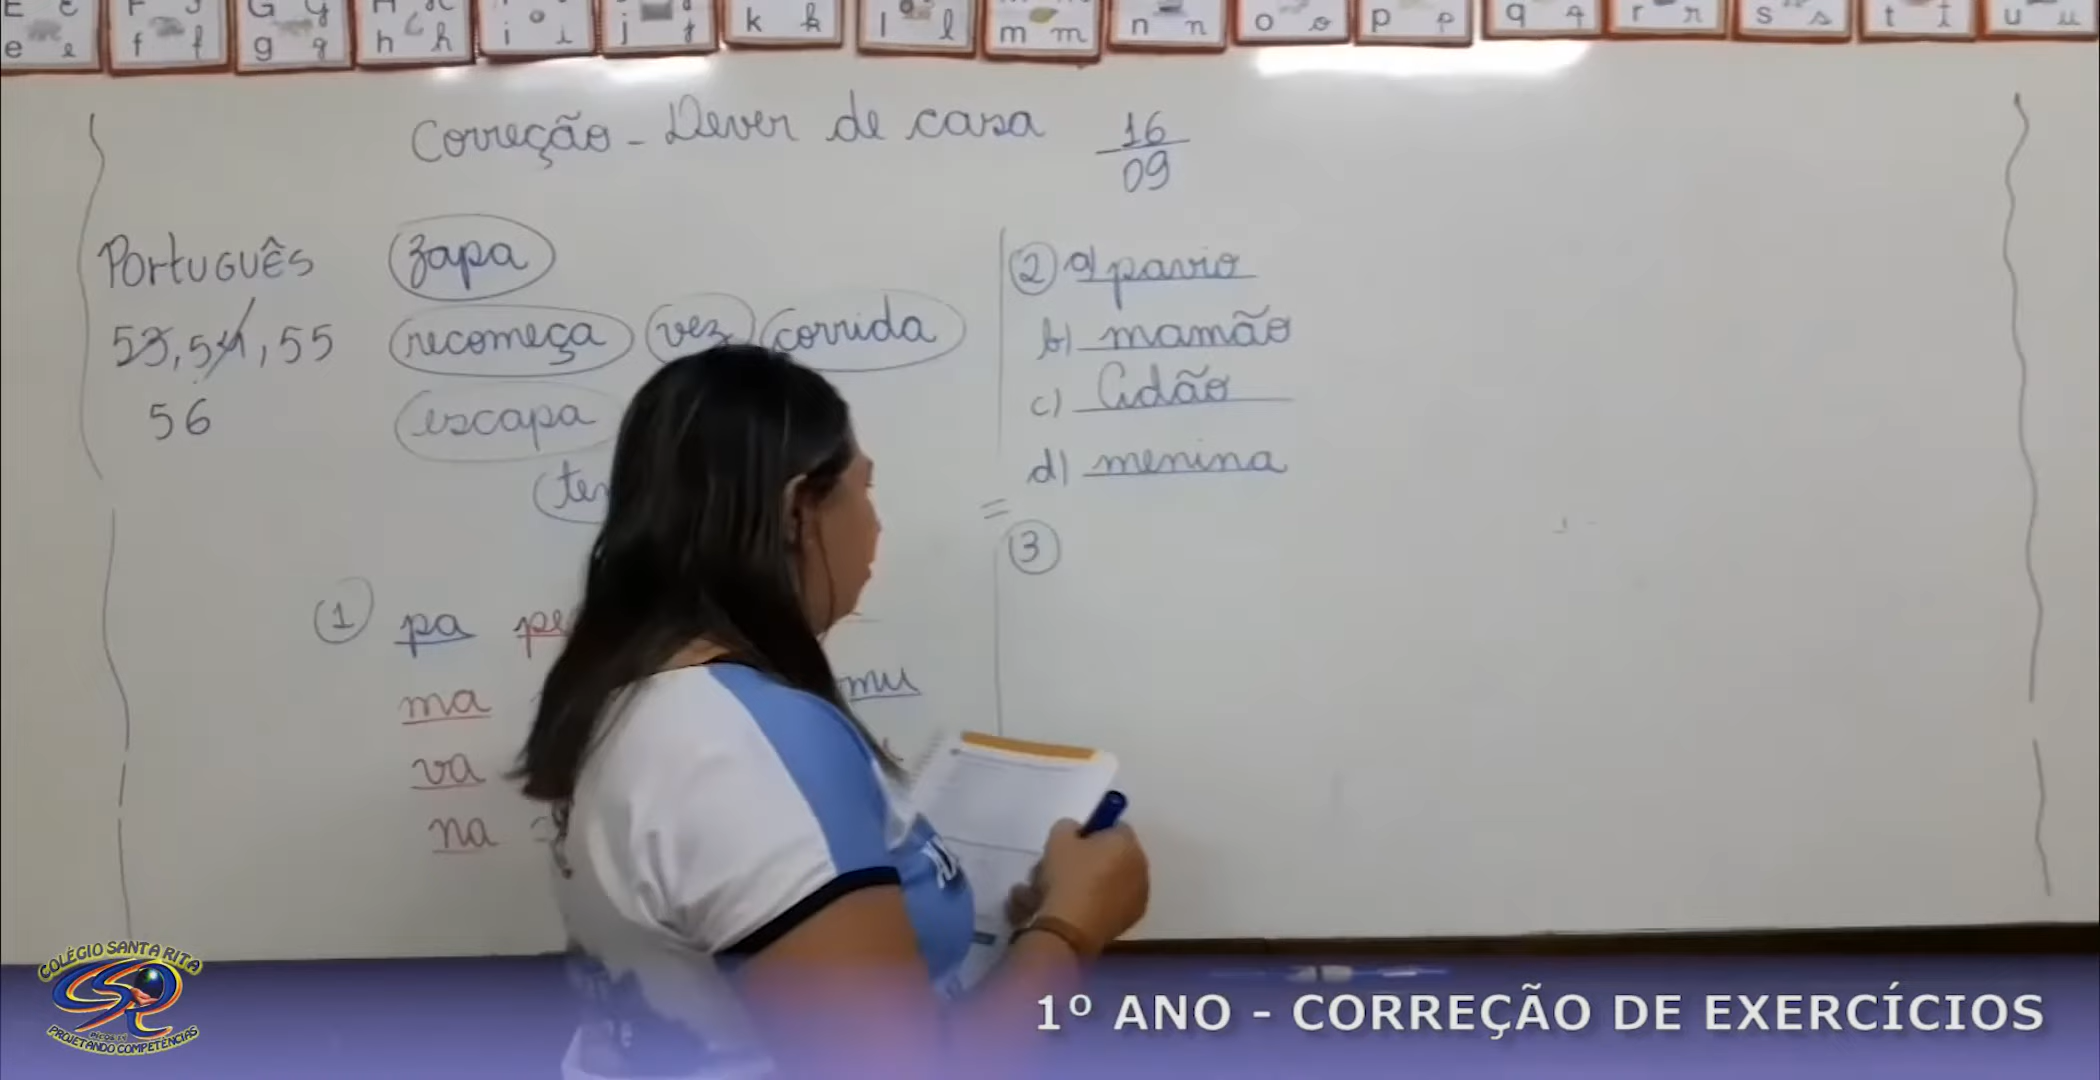 E e F f G g H h I i J j K k L l M m N n O o P p Q q R r S s T t U u
Correção - Dever de casa 16/09
Português
53, 54, 55
56
zapa
recomeça vez corrida
escapa
1 pa
ma mu
va
na
2 a) pavio
b) mamão
c) Cidão
d) menina
3
COLÉGIO SANTA RITA
PROJETANDO COMPETÊNCIAS
1º ANO - CORREÇÃO DE EXERCÍCIOS